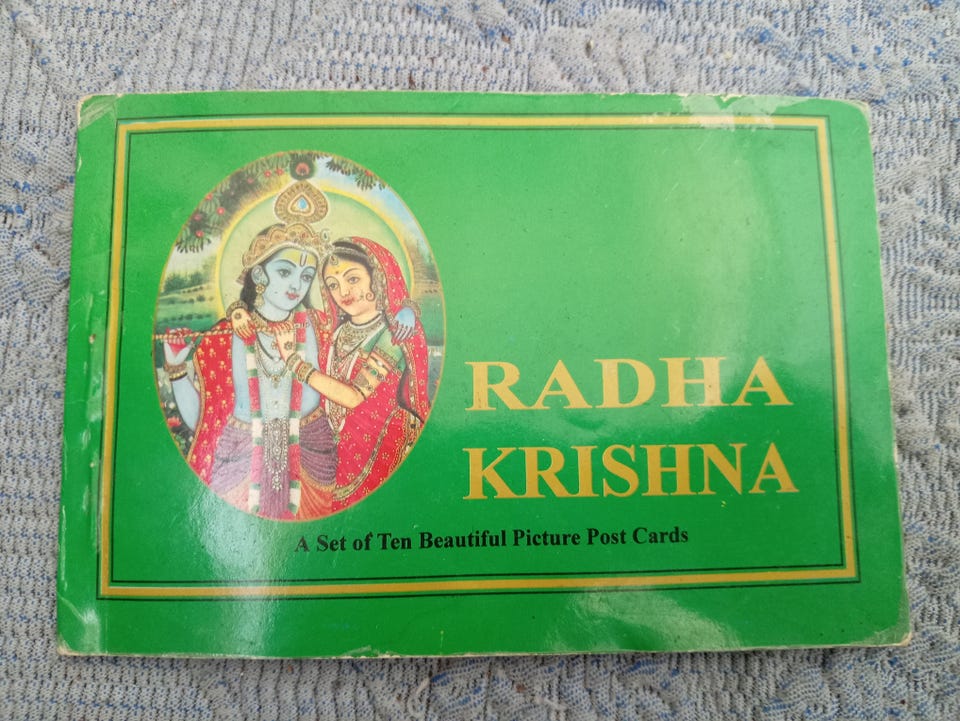 RADHA
KRISHNA
A Set of Ten Beautiful Picture Post Cards